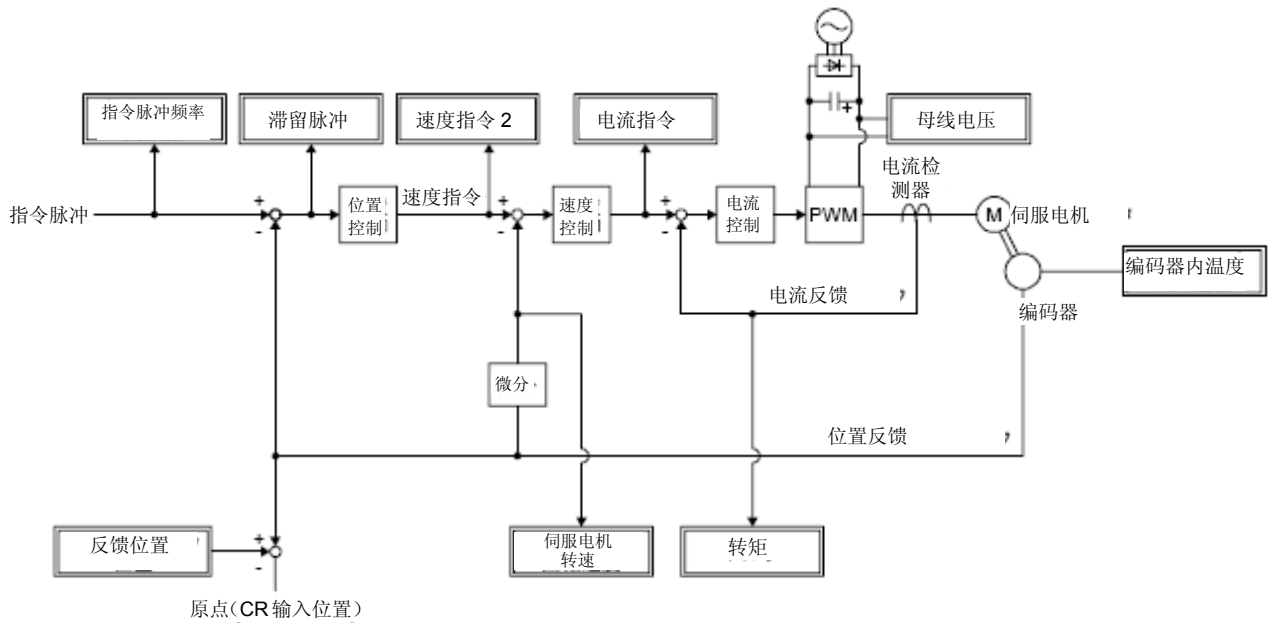 指令脉冲频率
滞留脉冲
速度指令 2
电流指令
母线电压
电流检
测器
指令脉冲
+
-
位置
控制
速度指令
+
-
速度
控制
+
-
电流
控制
PWM
M
伺服电机
编码器内温度
编码器
电流反馈
微分
位置反馈
反馈位置
+
-
伺服电机
转速
转矩
原点(CR 输入位置)
+